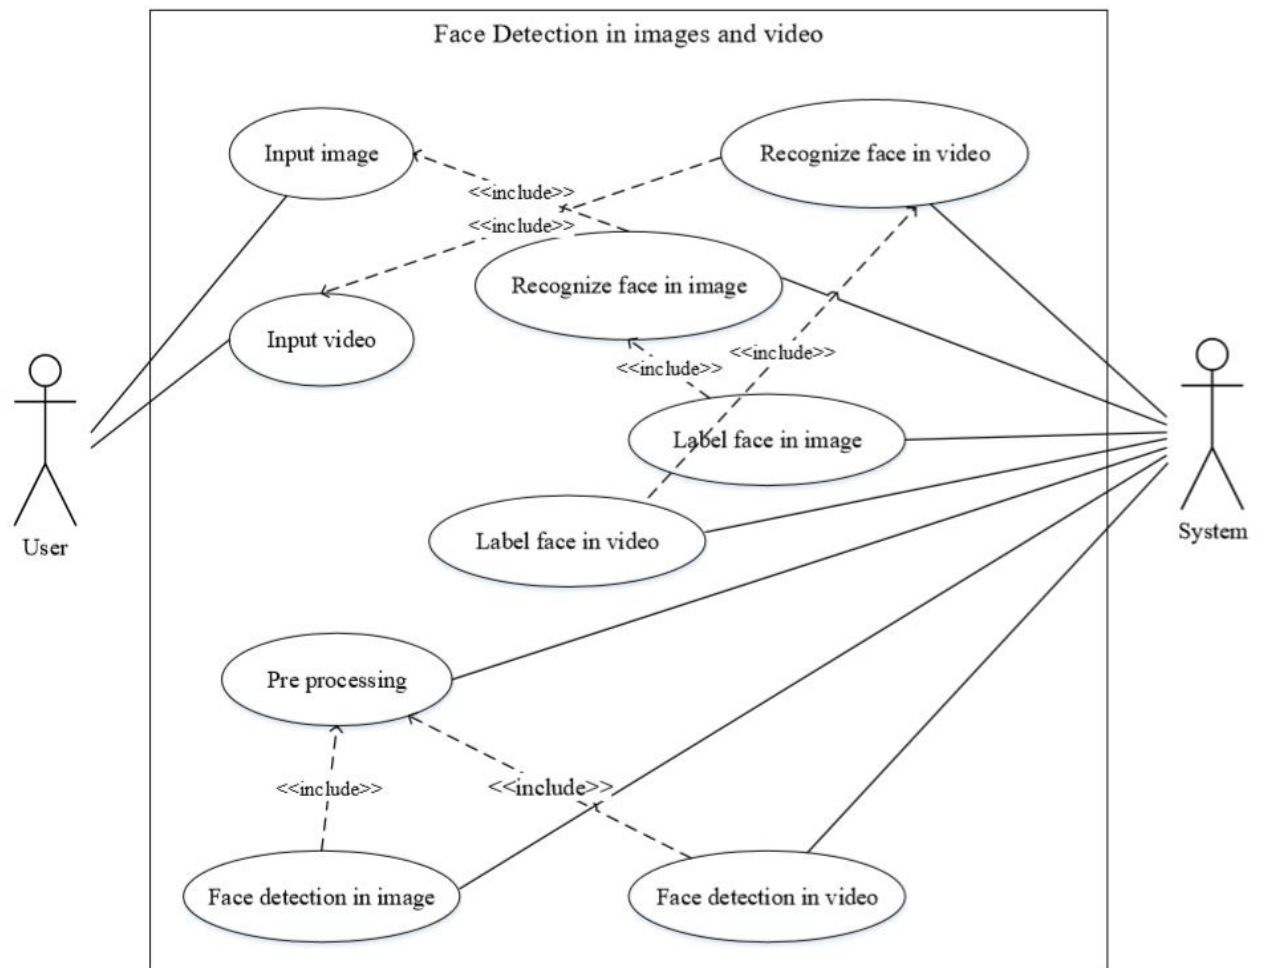 Face Detection in images and video
Input image
Recognize face in video
<<include>>
<<include>>
Recognize face in image
Input video
<<include>>
<<include>>
Label face in image
User
System
Label face in video
Pre processing
<<include>>
<<include>>
Face detection in image
Face detection in video